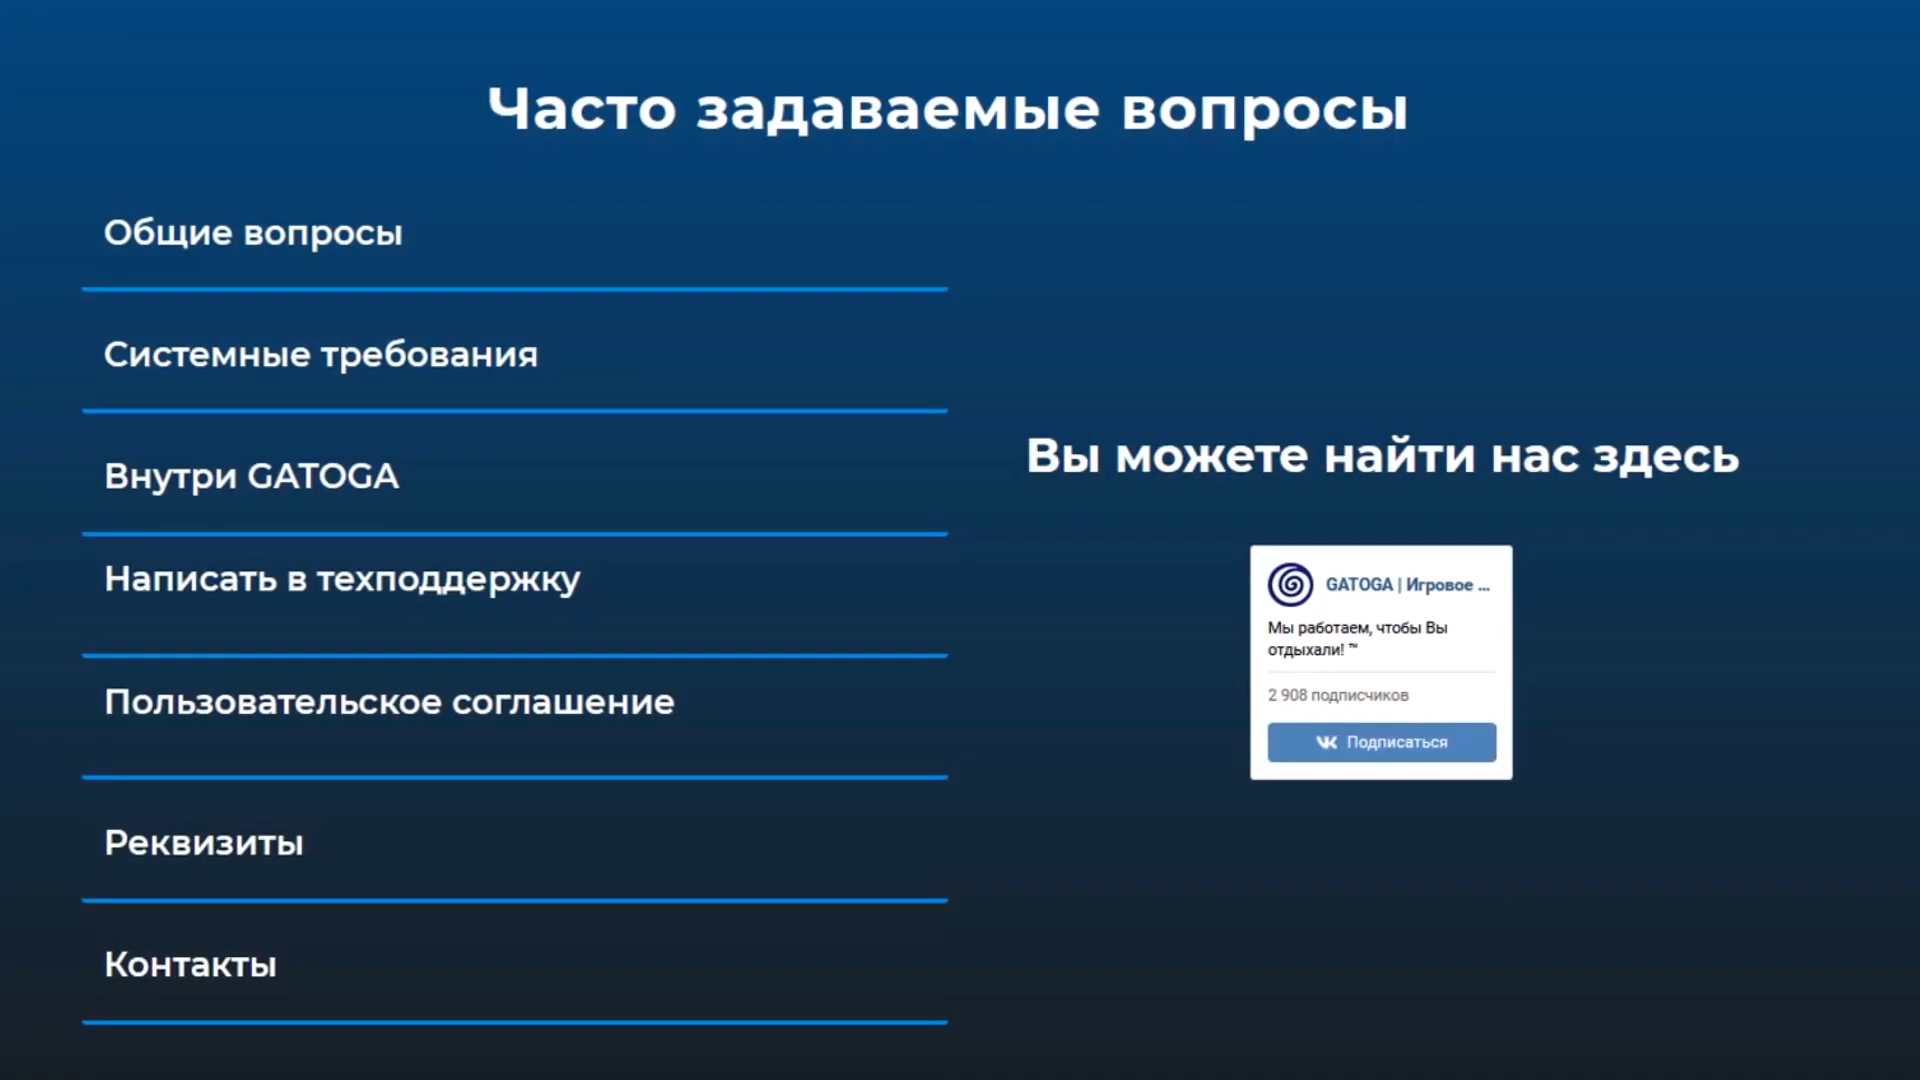 Часто задаваемые вопросы
Общие вопросы
Системные требования
Внутри GATOGA
Написать в техподдержку
Пользовательское соглашение
Реквизиты
Контакты
Вы можете найти нас здесь
GATOGA | Игровое ...
Мы работаем, чтобы Вы
отдыхали! ™
2 908 подписчиков
Подписаться